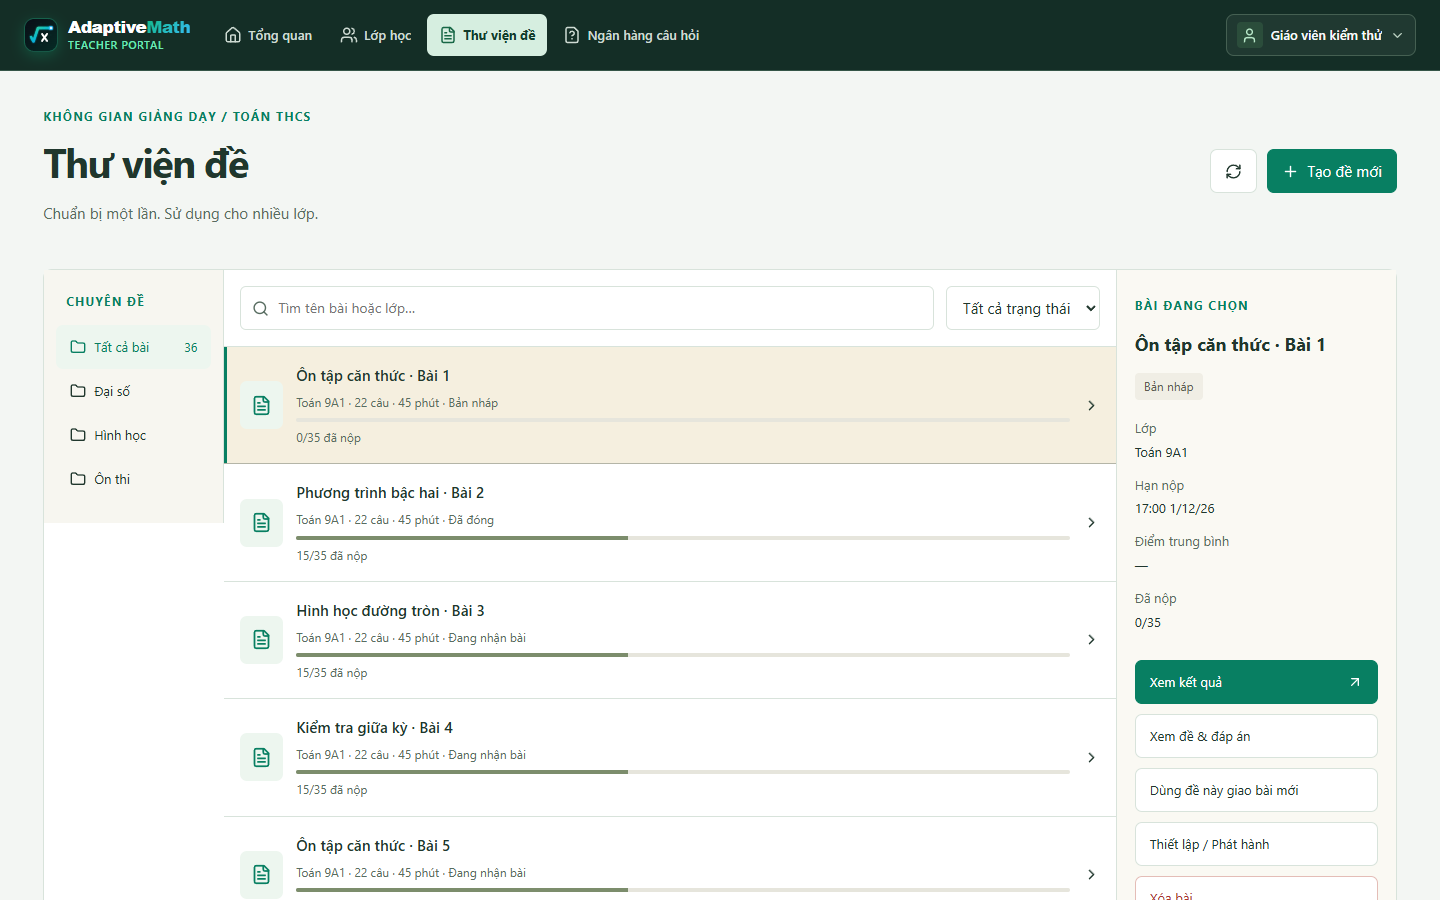 AdaptiveMath
TEACHER PORTAL
Tổng quan
Lớp học
Thư viện đề
Ngân hàng câu hỏi
Giáo viên kiểm thử
KHÔNG GIAN GIẢNG DẠY / TOÁN THCS
Thư viện đề
Chuẩn bị một lần. Sử dụng cho nhiều lớp.
Tạo đề mới
CHUYÊN ĐỀ
Tất cả bài 36
Đại số
Hình học
Ôn thi
Tìm tên bài hoặc lớp...
Tất cả trạng thái
Ôn tập căn thức · Bài 1
Toán 9A1 · 22 câu · 45 phút · Bản nháp
0/35 đã nộp
Phương trình bậc hai · Bài 2
Toán 9A1 · 22 câu · 45 phút · Đã đóng
15/35 đã nộp
Hình học đường tròn · Bài 3
Toán 9A1 · 22 câu · 45 phút · Đang nhận bài
15/35 đã nộp
Kiểm tra giữa kỳ · Bài 4
Toán 9A1 · 22 câu · 45 phút · Đang nhận bài
15/35 đã nộp
Ôn tập căn thức · Bài 5
Toán 9A1 · 22 câu · 45 phút · Đang nhận bài
BÀI ĐANG CHỌN
Ôn tập căn thức · Bài 1
Bản nháp
Lớp
Toán 9A1
Hạn nộp
17:00 1/12/26
Điểm trung bình
—
Đã nộp
0/35
Xem kết quả
Xem đề & đáp án
Dùng đề này giao bài mới
Thiết lập / Phát hành
Xóa bài